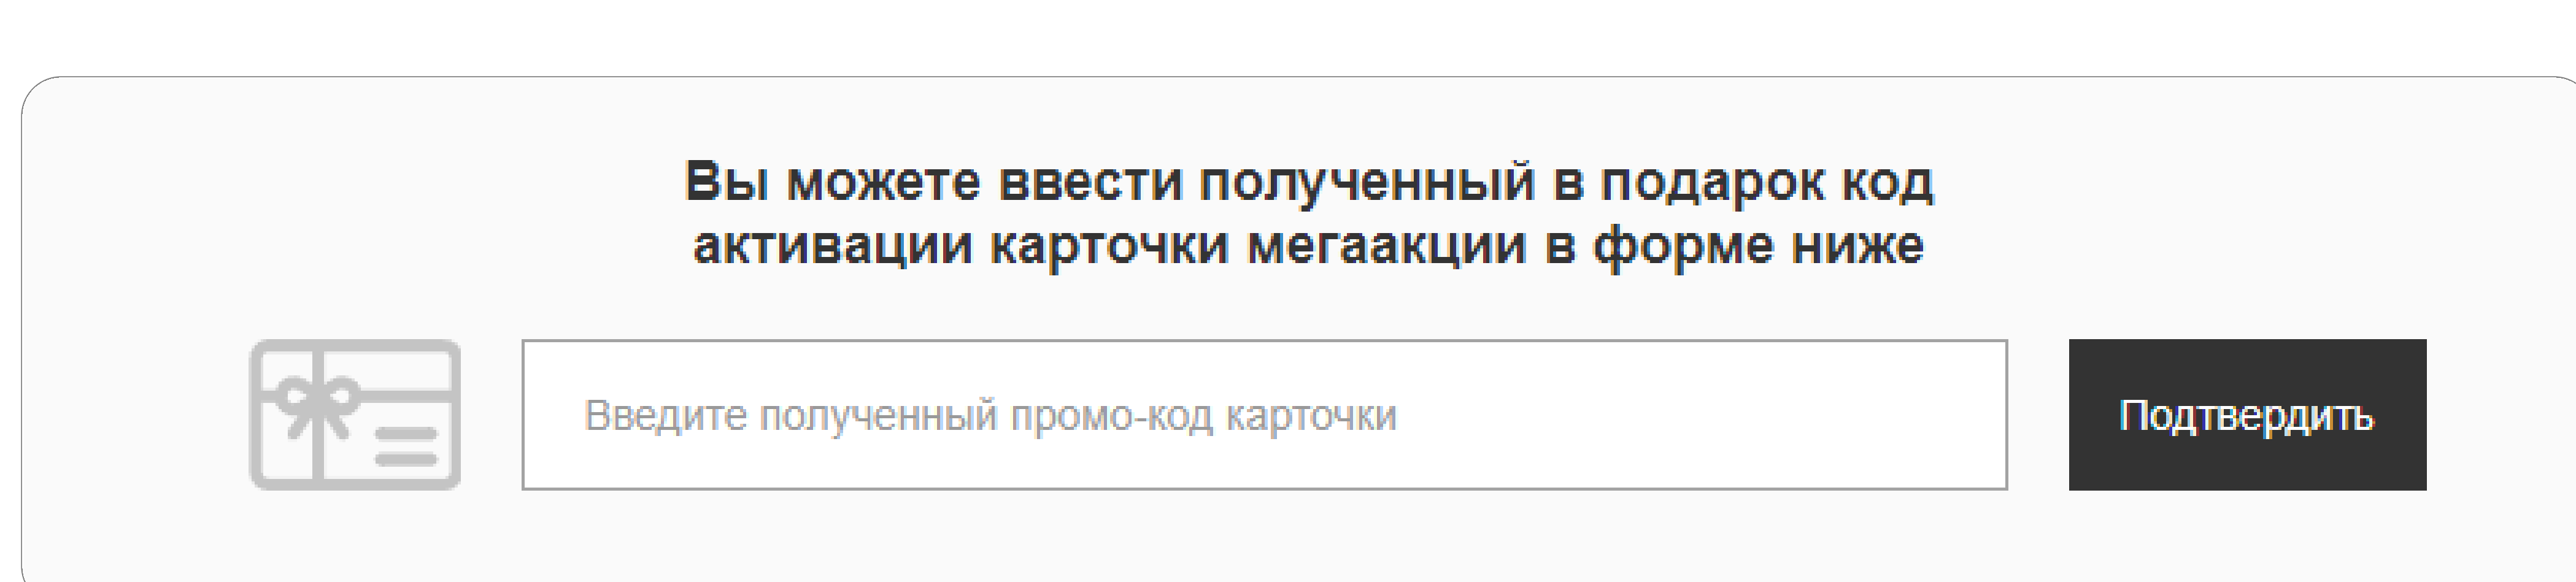 Вы можете ввести полученный в подарок код
активации карточки мегаакции в форме ниже
Введите полученный промо-код карточки
Подтвердить